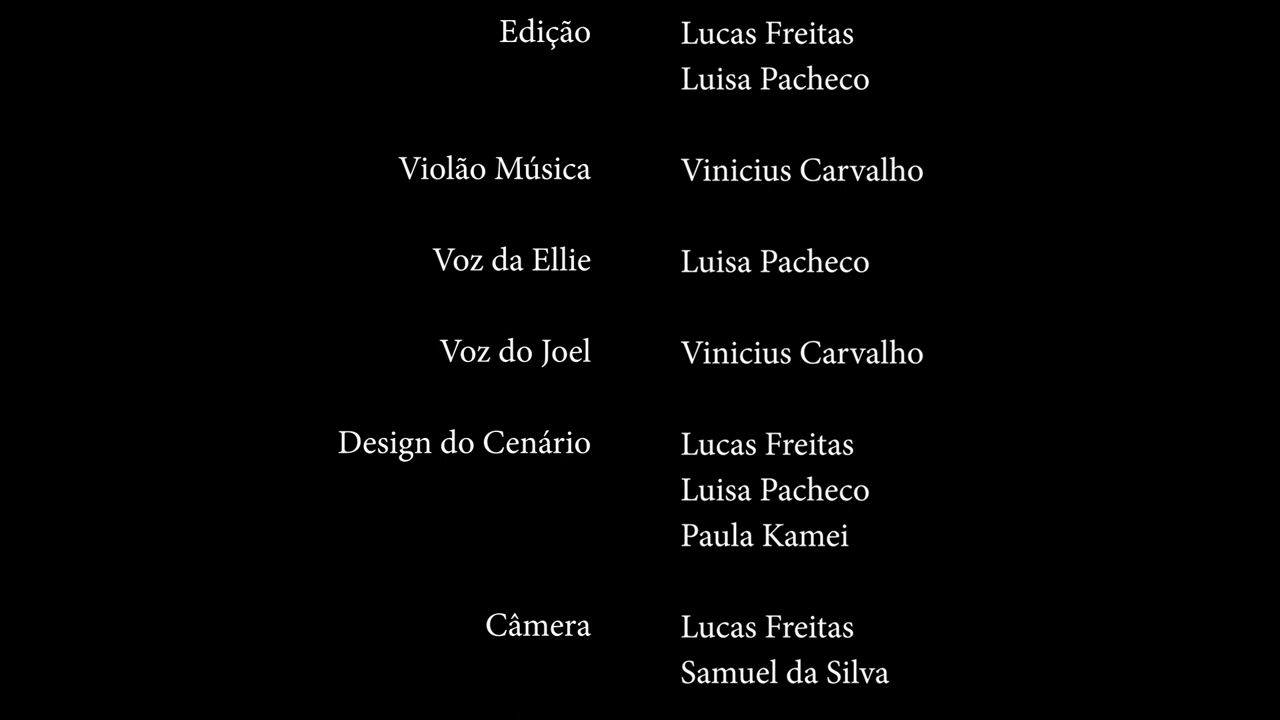 Edição Lucas Freitas
Luisa Pacheco
Violão Música Vinicius Carvalho
Voz da Ellie Luisa Pacheco
Voz do Joel Vinicius Carvalho
Design do Cenário Lucas Freitas
Luisa Pacheco
Paula Kamei
Câmera Lucas Freitas
Samuel da Silva